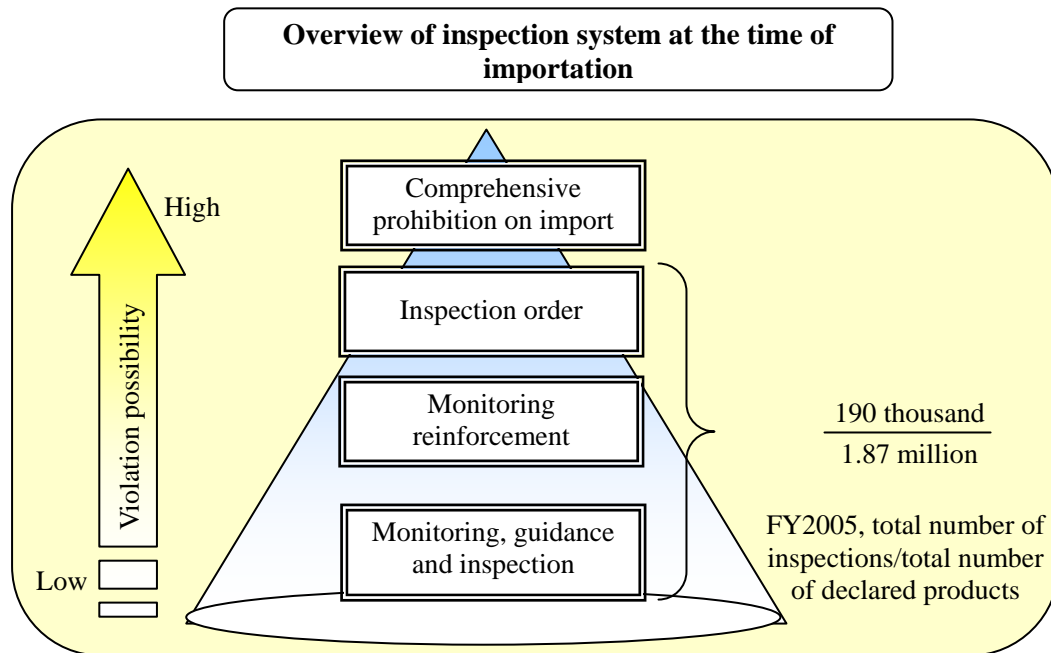 Overview of inspection system at the time of
importation
High
Violation possibility
Low
Comprehensive
prohibition on import
Inspection order
Monitoring
reinforcement
Monitoring, guidance
and inspection
190 thousand
1.87 million
FY2005, total number of
inspections/total number
of declared products